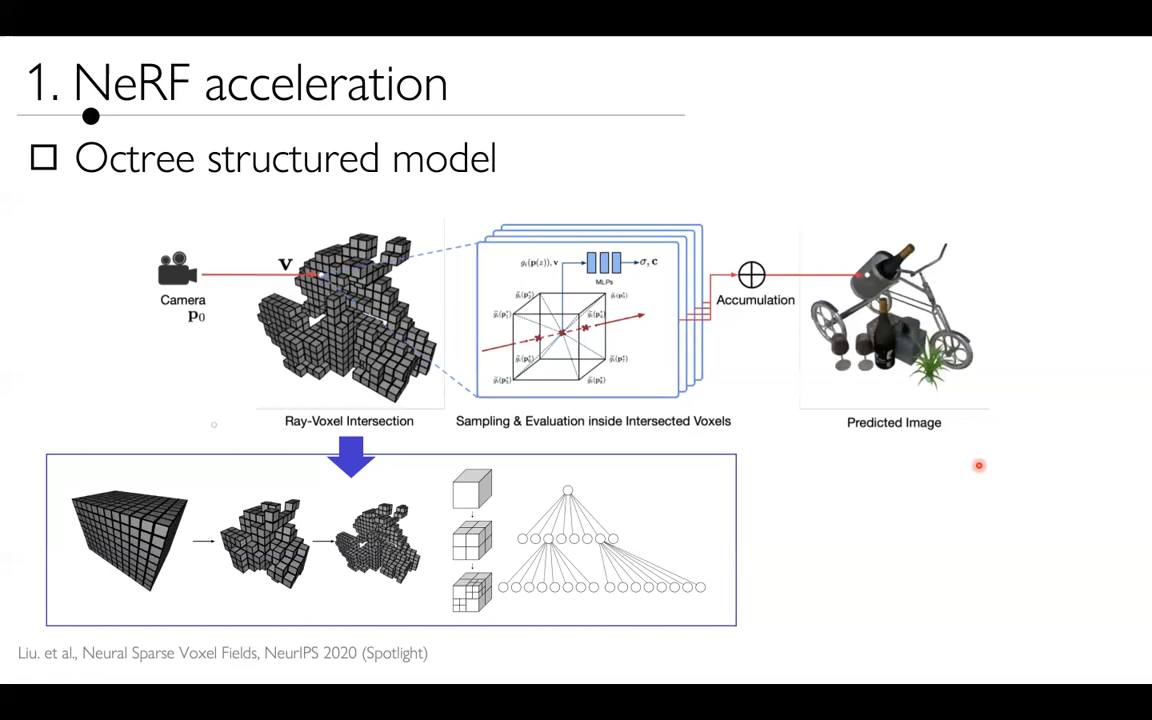 1. NeRF acceleration
Octree structured model
Camera
p₀
v
gᵢ(p(z)),v
σ, c
MLPs
Accumulation
Ray-Voxel Intersection
Sampling & Evaluation inside Intersected Voxels
Predicted Image
Liu. et al., Neural Sparse Voxel Fields, NeurIPS 2020 (Spotlight)